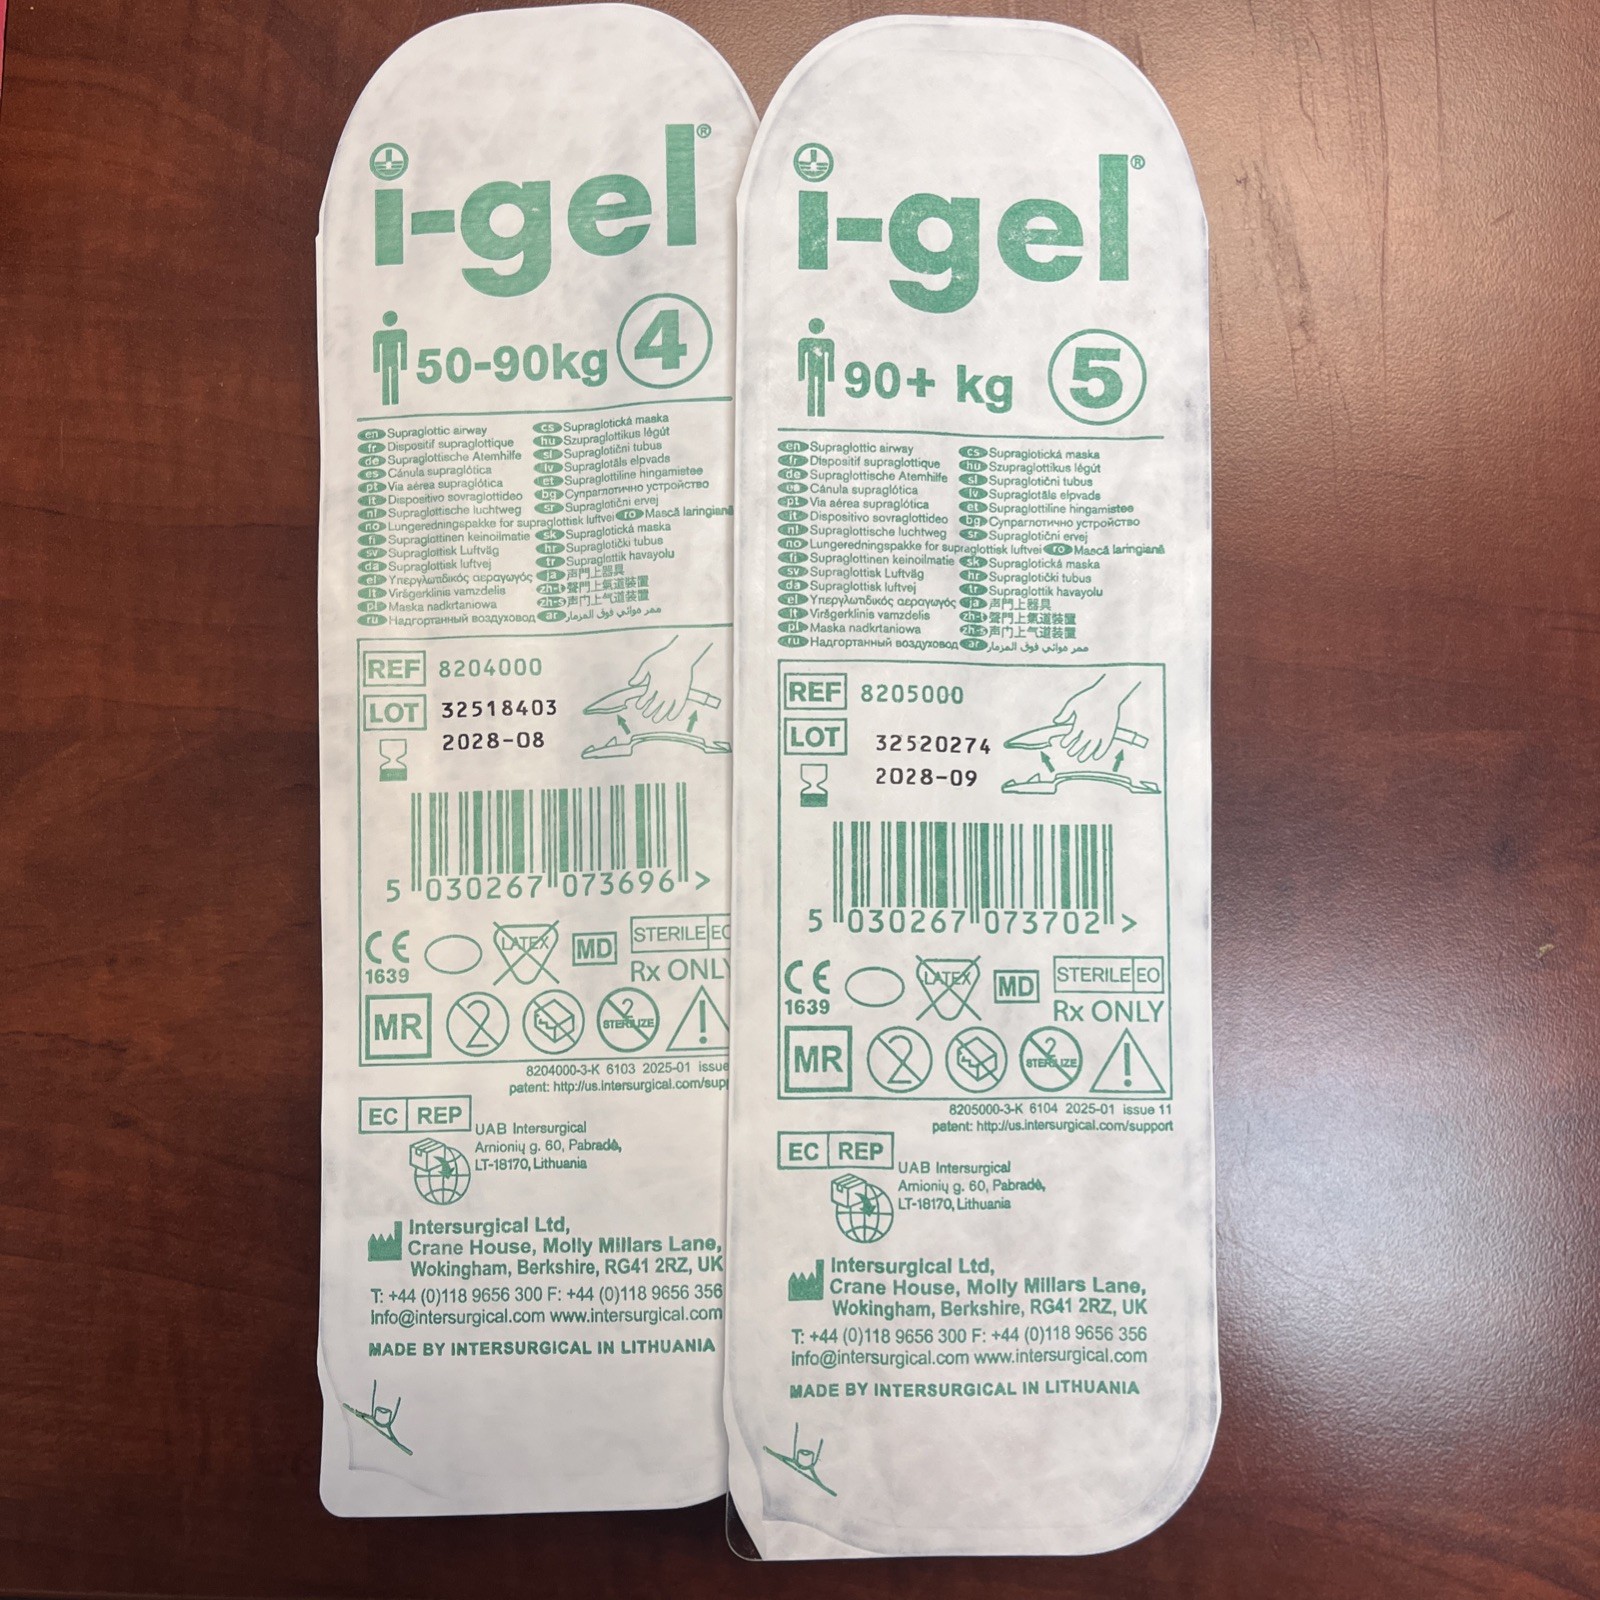 i-gel®
50-90kg 4
en Supraglottic airway
fr Dispositif supraglottique
de Supraglottische Atemhilfe
es Cánula supraglótica
pt Via aérea supraglótica
it Dispositivo sovraglottideo
nl Supraglottische luchtweg
no Lungeredningspakke for supraglottisk luftvei
fi Supraglottinen keinoilmatie
sv Supraglottisk Luftväg
da Supraglottisk luftvej
el Υπεργλωττιδικός αεραγωγός
lt Viršgerklinis vamzdelis
pl Maska nadkrtaniowa
ru Надгортанный воздуховод
cs Supraglotická maska
hu Szupraglottikus légút
sl Supraglotični tubus
lv Supraglotāls elpvads
et Supraglottiline hingamistee
bg Супраглотично устройство
sr Supraglotični ervej
ro Mască laringiană
sk Supraglotická maska
hr Supraglotički tubus
tr Supraglottik havayolu
ja 声門上器具
zh-t 聲門上氣道裝置
zh-s 声门上气道装置
ar ممر هوائي فوق المزمار
REF 8204000
LOT 32518403
2028-08
5 030267 073696 >
CE
1639
LATEX
MD
STERILE EO
Rx ONLY
MR
2
STERILIZE
8204000-3-K 6103 2025-01 issue
patent: http://us.intersurgical.com/supp
EC REP
UAB Intersurgical
Arnionių g. 60, Pabradė,
LT-18170, Lithuania
Intersurgical Ltd,
Crane House, Molly Millars Lane,
Wokingham, Berkshire, RG41 2RZ, UK
T: +44 (0)118 9656 300 F: +44 (0)118 9656 356
info@intersurgical.com www.intersurgical.com
MADE BY INTERSURGICAL IN LITHUANIA
i-gel®
90+ kg 5
en Supraglottic airway
fr Dispositif supraglottique
de Supraglottische Atemhilfe
es Cánula supraglótica
pt Via aérea supraglótica
it Dispositivo sovraglottideo
nl Supraglottische luchtweg
no Lungeredningspakke for supraglottisk luftvei
fi Supraglottinen keinoilmatie
sv Supraglottisk Luftväg
da Supraglottisk luftvej
el Υπεργλωττιδικός αεραγωγός
lt Viršgerklinis vamzdelis
pl Maska nadkrtaniowa
ru Надгортанный воздуховод
cs Supraglotická maska
hu Szupraglottikus légút
sl Supraglotični tubus
lv Supraglotāls elpvads
et Supraglottiline hingamistee
bg Супраглотично устройство
sr Supraglotični ervej
ro Mască laringiană
sk Supraglotická maska
hr Supraglotički tubus
tr Supraglottik havayolu
ja 声門上器具
zh-t 聲門上氣道裝置
zh-s 声门上气道装置
ar ممر هوائي فوق المزمار
REF 8205000
LOT 32520274
2028-09
5 030267 073702 >
CE
1639
LATEX
MD
STERILE EO
Rx ONLY
MR
2
STERILIZE
8205000-3-K 6104 2025-01 issue 11
patent: http://us.intersurgical.com/support
EC REP
UAB Intersurgical
Arnionių g. 60, Pabradė,
LT-18170, Lithuania
Intersurgical Ltd,
Crane House, Molly Millars Lane,
Wokingham, Berkshire, RG41 2RZ, UK
T: +44 (0)118 9656 300 F: +44 (0)118 9656 356
info@intersurgical.com www.intersurgical.com
MADE BY INTERSURGICAL IN LITHUANIA